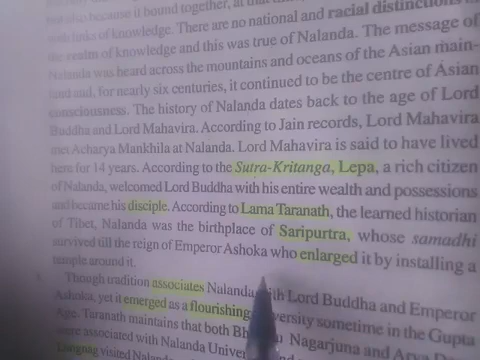 who became it bound together, at that
links of knowledge. There are no national and racial distinctions in
realm of knowledge and this was true of Nalanda. The message of
Nalanda was heard across the mountains and oceans of the Asian main-
land and, for nearly six centuries, it continued to be the centre of Asian
consciousness. The history of Nalanda dates back to the age of Lord
Buddha and Lord Mahavira. According to Jain records, Lord Mahavira
met Acharya Mankhila at Nalanda. Lord Mahavira is said to have lived
here for 14 years. According to the Sutra-Kritanga, Lepa, a rich citizen
of Nalanda, welcomed Lord Buddha with his entire wealth and possessions
and became his disciple. According to Lama Taranath, the learned historian
of Tibet, Nalanda was the birthplace of Saripurtra, whose samadhi
survived till the reign of Emperor Ashoka who enlarged it by installing a
temple around it.
Though tradition associates Nalanda with Lord Buddha and Emperor
Ashoka, yet it emerged as a flourishing university sometime in the Gupta
Age. Taranath maintains that both Nagarjuna and
were associated with Nalanda
visited